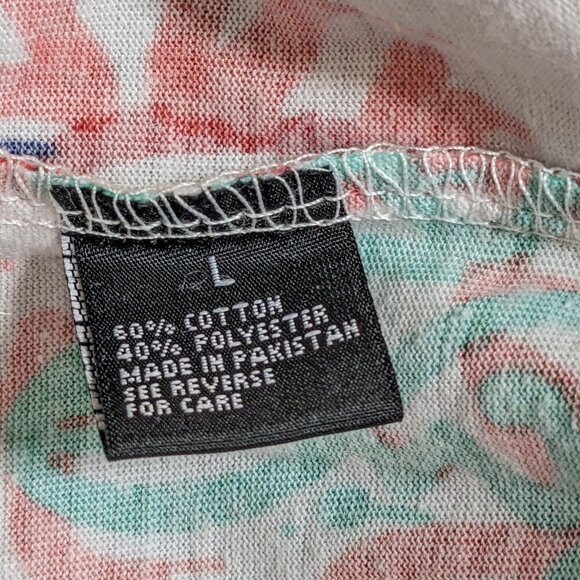 L
60% COTTON
40% POLYESTER
MADE IN PAKISTAN
SEE REVERSE
FOR CARE